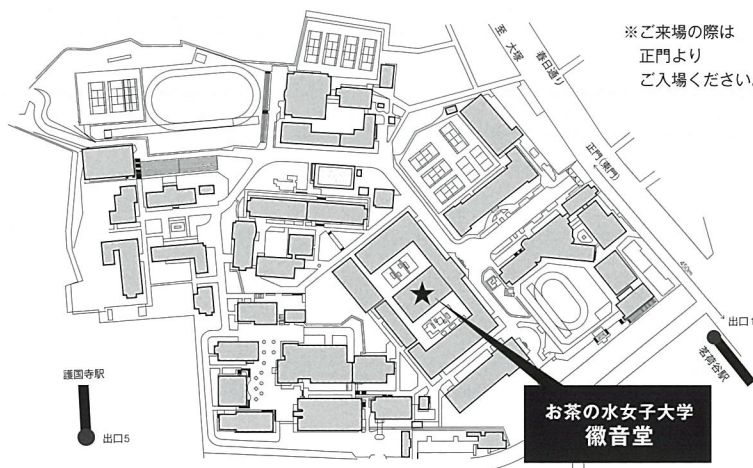 ※ご来場の際は
正門より
ご入場ください。
至 大塚
春日通り
正門(東門)
450m
出口1
茗荷谷駅
護国寺駅
出口5
お茶の水女子大学
徽音堂